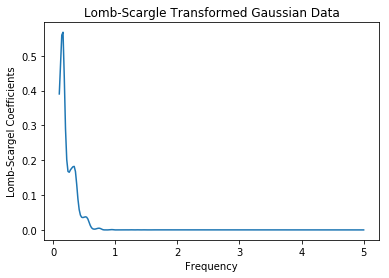 Lomb-Scargle Transformed Gaussian Data
Lomb-Scargel Coefficients
0.5
0.4
0.3
0.2
0.1
0.0
0 1 2 3 4 5
Frequency